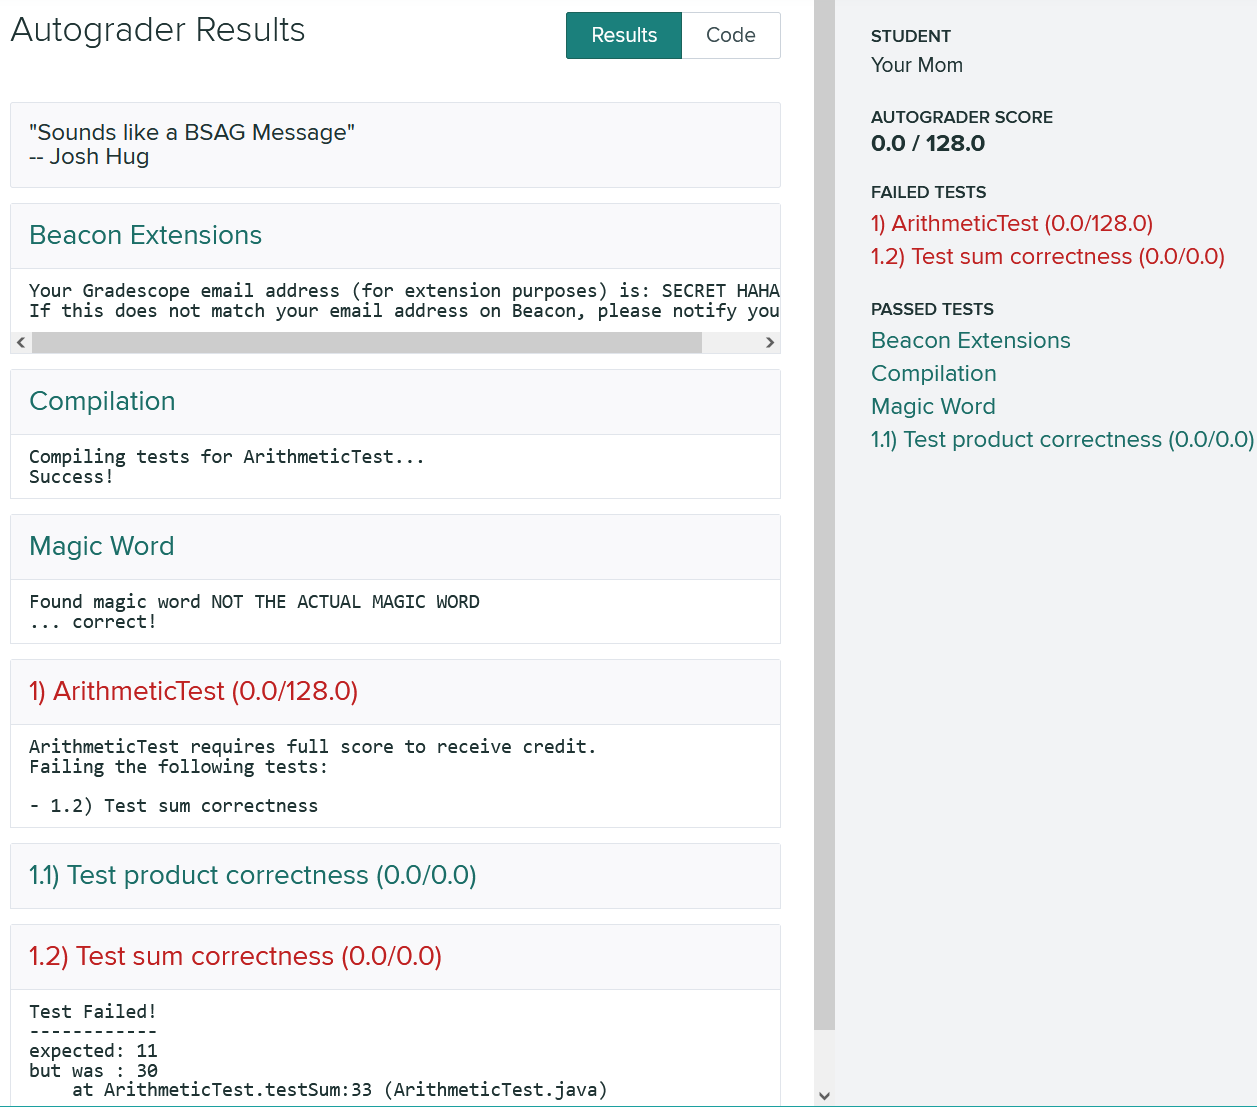 Autograder Results
Results
Code
"Sounds like a BSAG Message"
-- Josh Hug
Beacon Extensions
Your Gradescope email address (for extension purposes) is: SECRET HAHA
If this does not match your email address on Beacon, please notify you
Compilation
Compiling tests for ArithmeticTest...
Success!
Magic Word
Found magic word NOT THE ACTUAL MAGIC WORD
... correct!
1) ArithmeticTest (0.0/128.0)
ArithmeticTest requires full score to receive credit.
Failing the following tests:
- 1.2) Test sum correctness
1.1) Test product correctness (0.0/0.0)
1.2) Test sum correctness (0.0/0.0)
Test Failed!
------------
expected: 11
but was : 30
at ArithmeticTest.testSum:33 (ArithmeticTest.java)
STUDENT
Your Mom
AUTOGRADER SCORE
0.0 / 128.0
FAILED TESTS
1) ArithmeticTest (0.0/128.0)
1.2) Test sum correctness (0.0/0.0)
PASSED TESTS
Beacon Extensions
Compilation
Magic Word
1.1) Test product correctness (0.0/0.0)